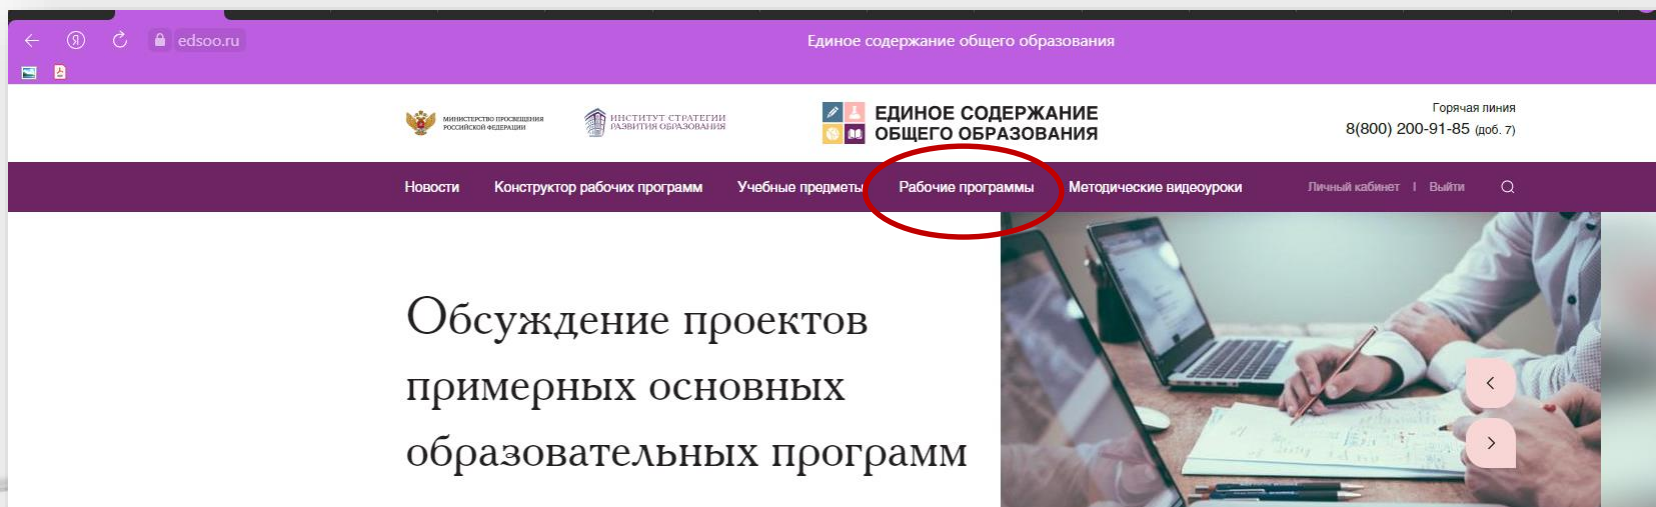 edsoo.ru
Единое содержание общего образования
МИНИСТЕРСТВО ПРОСВЕЩЕНИЯ
РОССИЙСКОЙ ФЕДЕРАЦИИ
ИНСТИТУТ СТРАТЕГИИ
РАЗВИТИЯ ОБРАЗОВАНИЯ
ЕДИНОЕ СОДЕРЖАНИЕ
ОБЩЕГО ОБРАЗОВАНИЯ
Горячая линия
8(800) 200-91-85 (доб. 7)
Новости Конструктор рабочих программ Учебные предметы Рабочие программы Методические видеоуроки Личный кабинет | Выйти
Обсуждение проектов
примерных основных
образовательных программ